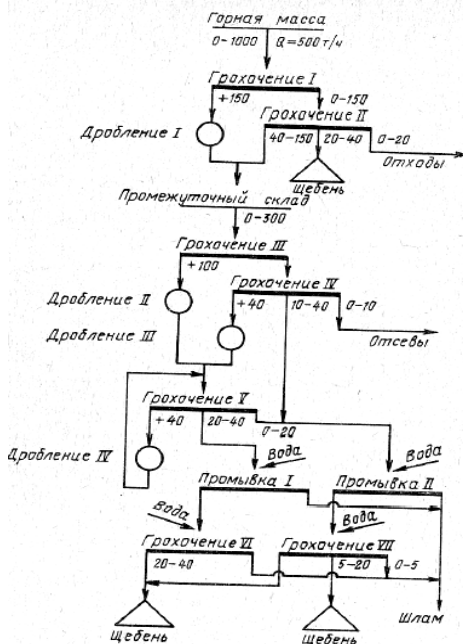 Горная масса
0-1000 Q=500 т/ч
Грохочение I
+150 0-150
Грохочение II
Дробление I
40-150 20-40 0-20
Отходы
Щебень
Промежуточный склад
0-300
Грохочение III
+100
Грохочение IV
Дробление II
+40 10-40 0-10
Дробление III
Отсевы
Грохочение V
+40 20-40 0-20
Дробление IV
Вода Вода
Промывка I Промывка II
Вода Вода
Грохочение VI Грохочение VII
20-40 5-20 0-5
Шлам
Щебень Щебень